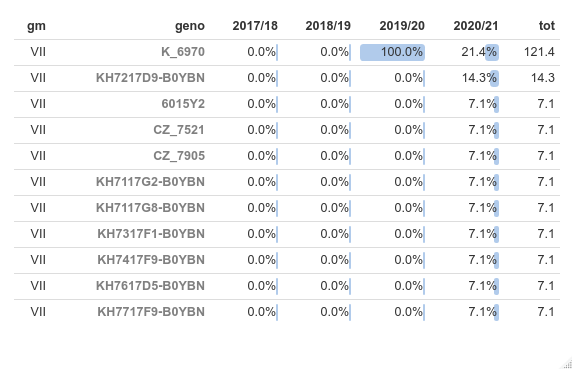 gm geno 2017/18 2018/19 2019/20 2020/21 tot
VII K_6970 0.0% 0.0% 100.0% 21.4% 121.4
VII KH7217D9-B0YBN 0.0% 0.0% 0.0% 14.3% 14.3
VII 6015Y2 0.0% 0.0% 0.0% 7.1% 7.1
VII CZ_7521 0.0% 0.0% 0.0% 7.1% 7.1
VII CZ_7905 0.0% 0.0% 0.0% 7.1% 7.1
VII KH7117G2-B0YBN 0.0% 0.0% 0.0% 7.1% 7.1
VII KH7117G8-B0YBN 0.0% 0.0% 0.0% 7.1% 7.1
VII KH7317F1-B0YBN 0.0% 0.0% 0.0% 7.1% 7.1
VII KH7417F9-B0YBN 0.0% 0.0% 0.0% 7.1% 7.1
VII KH7617D5-B0YBN 0.0% 0.0% 0.0% 7.1% 7.1
VII KH7717F9-B0YBN 0.0% 0.0% 0.0% 7.1% 7.1